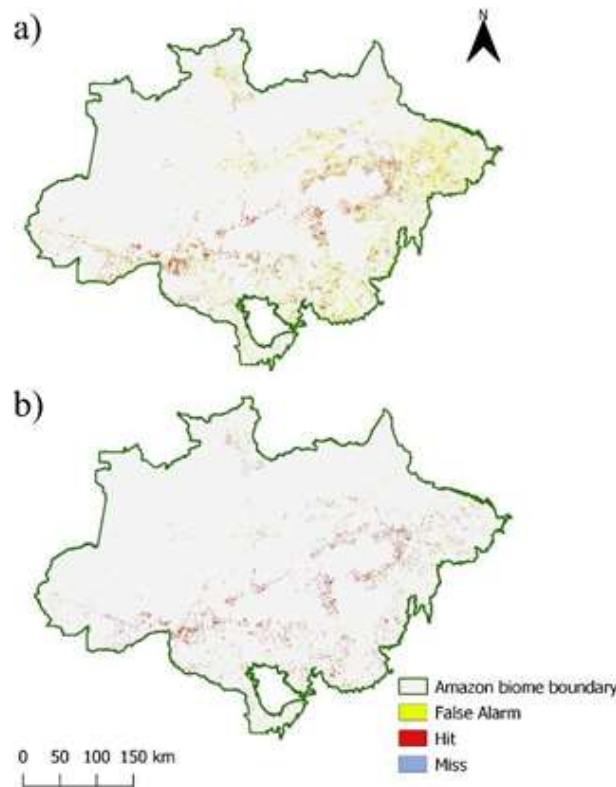 a)
N
b)
Amazon biome boundary
False Alarm
Hit
Miss
0 50 100 150 km